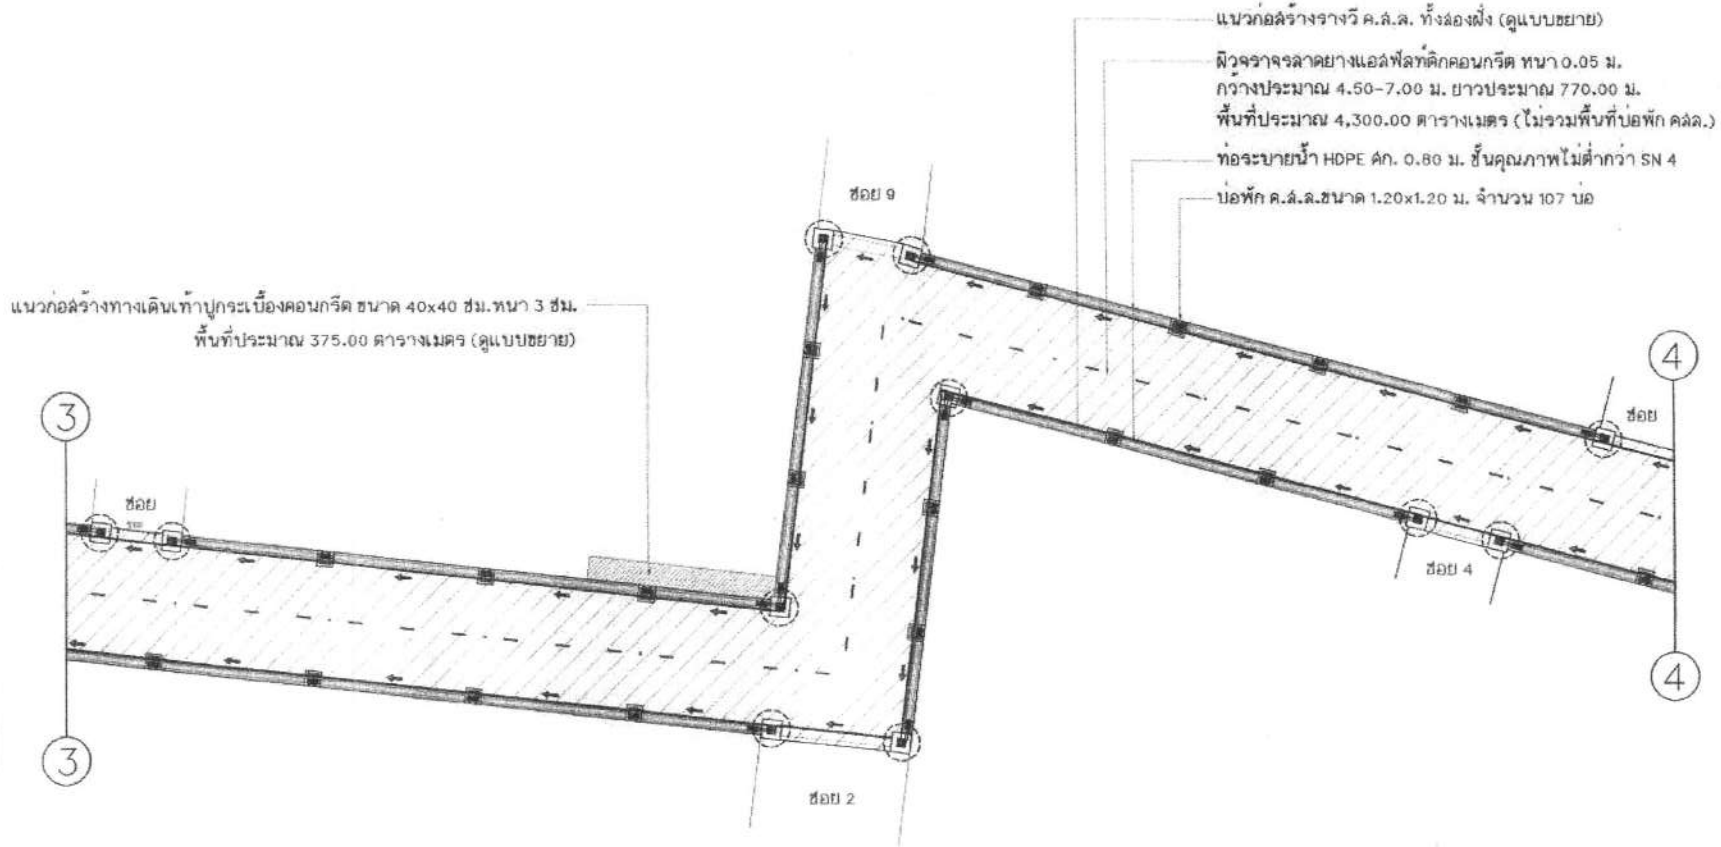 แนวก่อสร้างรางวี ค.ส.ล. ทั้งสองฝั่ง (ดูแบบขยาย)
ผิวจราจรลาดยางแอสฟัลท์ติกคอนกรีต หนา 0.05 ม.
กว้างประมาณ 4.50-7.00 ม. ยาวประมาณ 770.00 ม.
พื้นที่ประมาณ 4,300.00 ตารางเมตร (ไม่รวมพื้นที่บ่อพัก คสล.)
ท่อระบายน้ำ HDPE ศก. 0.80 ม. ชั้นคุณภาพไม่ต่ำกว่า SN 4
บ่อพัก ค.ส.ล.ขนาด 1.20x1.20 ม. จำนวน 107 บ่อ
ซอย 9
แนวก่อสร้างทางเดินเท้าปูกระเบื้องคอนกรีต ขนาด 40x40 ซม.หนา 3 ซม.
พื้นที่ประมาณ 375.00 ตารางเมตร (ดูแบบขยาย)
4
3
ซอย
ซอย
ซอย 4
4
3
ซอย 2